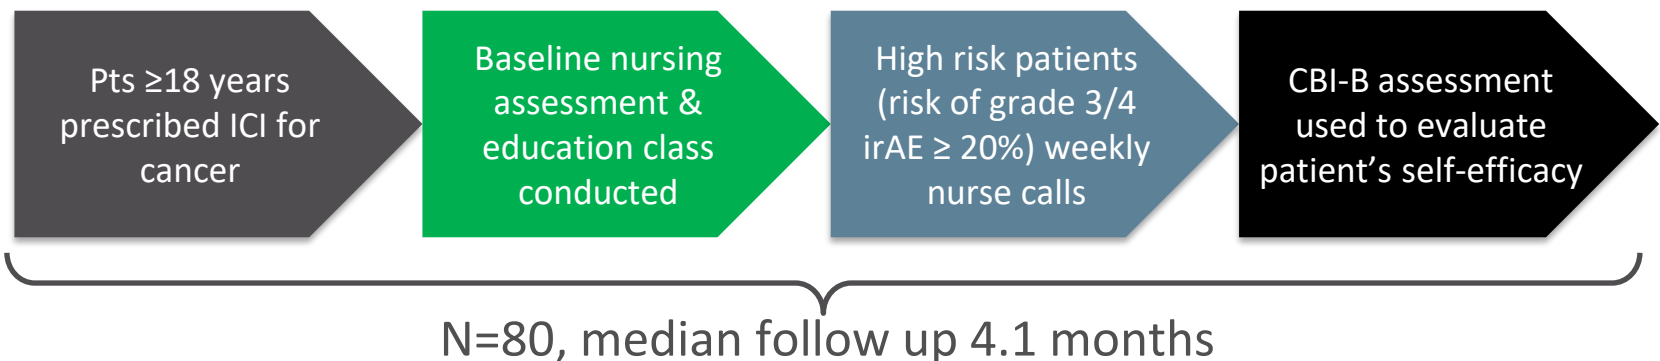 Pts ≥18 years
prescribed ICI for
cancer
Baseline nursing
assessment &
education class
conducted
High risk patients
(risk of grade 3/4
irAE ≥ 20%) weekly
nurse calls
CBI-B assessment
used to evaluate
patient’s self-efficacy
N=80, median follow up 4.1 months